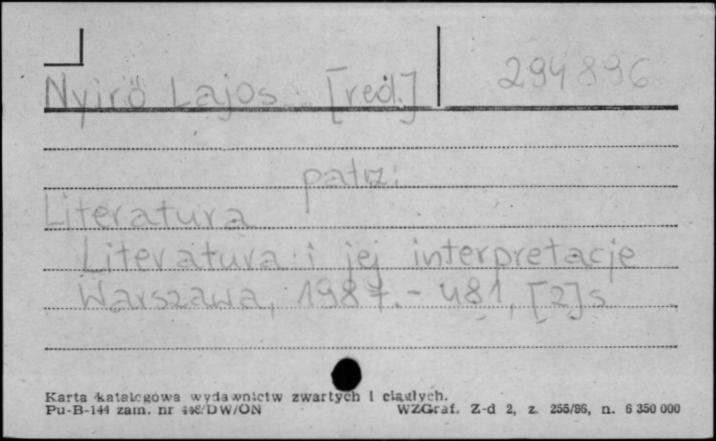 Nyirő Lajos [red.] 294896
patrz:
Literatura
Literatura i jej interpretacje
Warszawa, 1987. - 481, [2] s
Karta katalogowa wydawnictw zwartych i ciągłych.
Pu-B-144 zam. nr 448/DW/ON WZGraf. Z-d 2, z. 255/86, n. 6 350 000